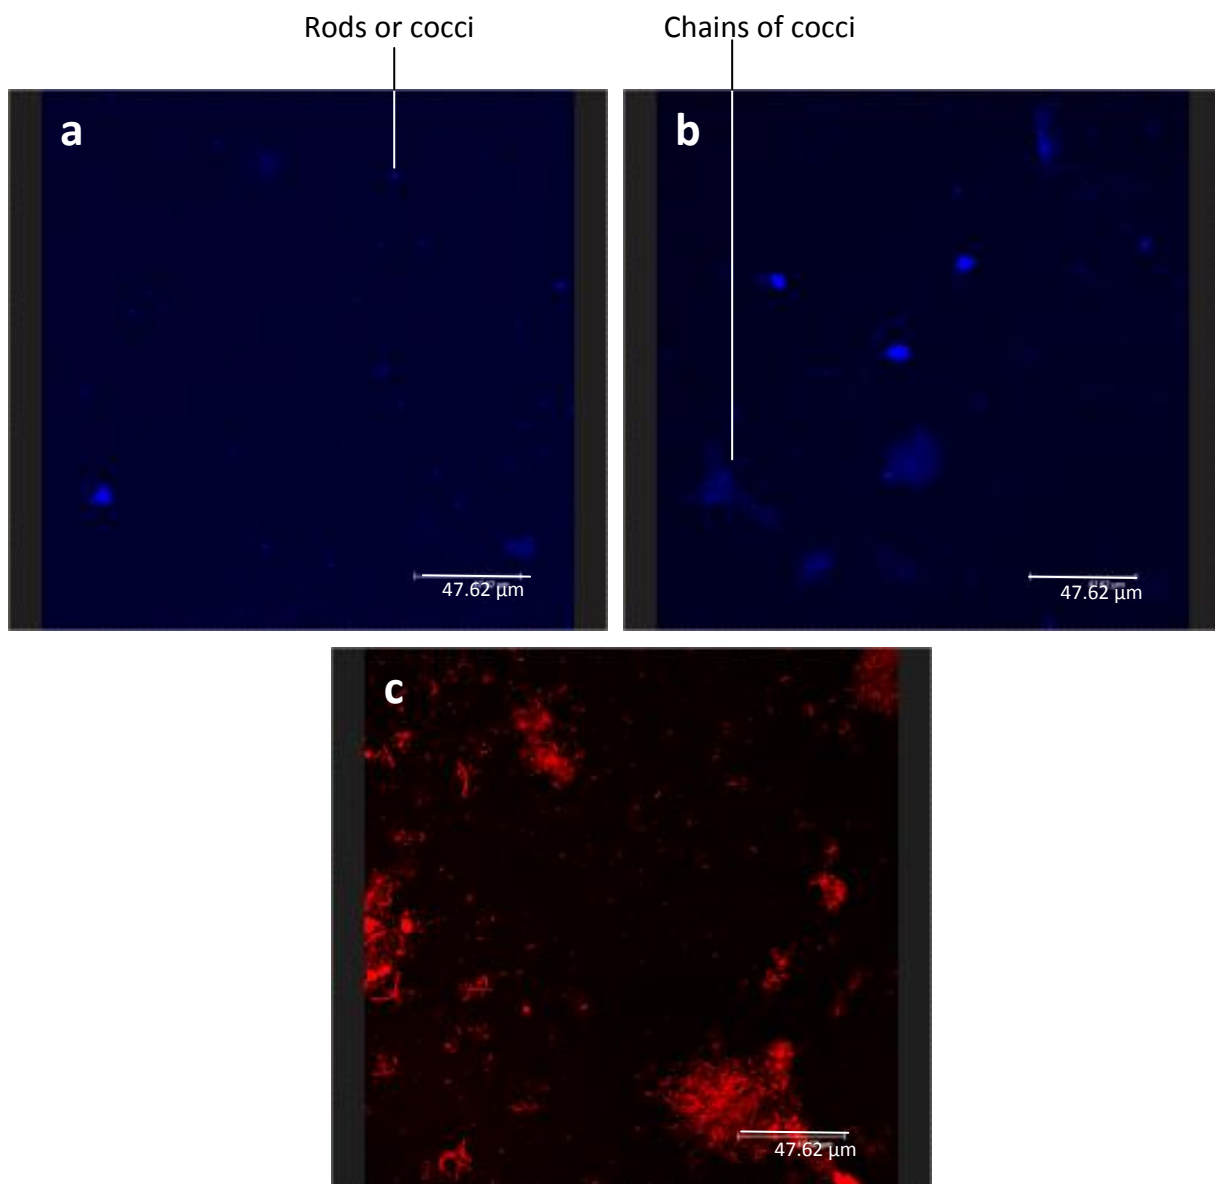 Rods or cocci
Chains of cocci
a
b
47.62 µm
47.62 µm
c
47.62 µm